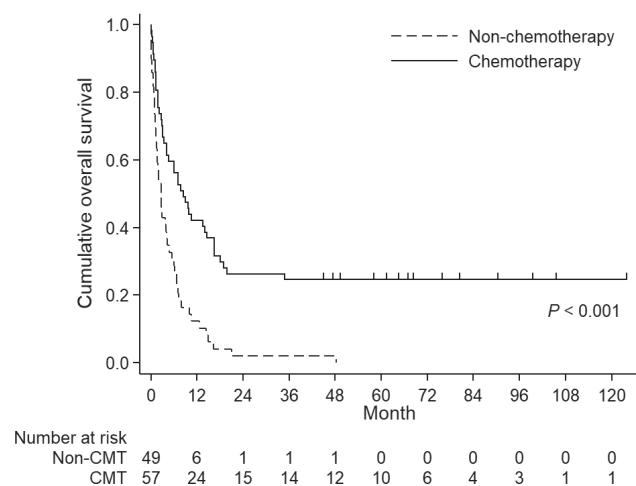 Non-chemotherapy
Chemotherapy
Cumulative overall survival
1.0
0.8
0.6
0.4
0.2
0.0
P < 0.001
0 12 24 36 48 60 72 84 96 108 120
Month
Number at risk
Non-CMT 49 6 1 1 1 0 0 0 0 0 0
CMT 57 24 15 14 12 10 6 4 3 1 1